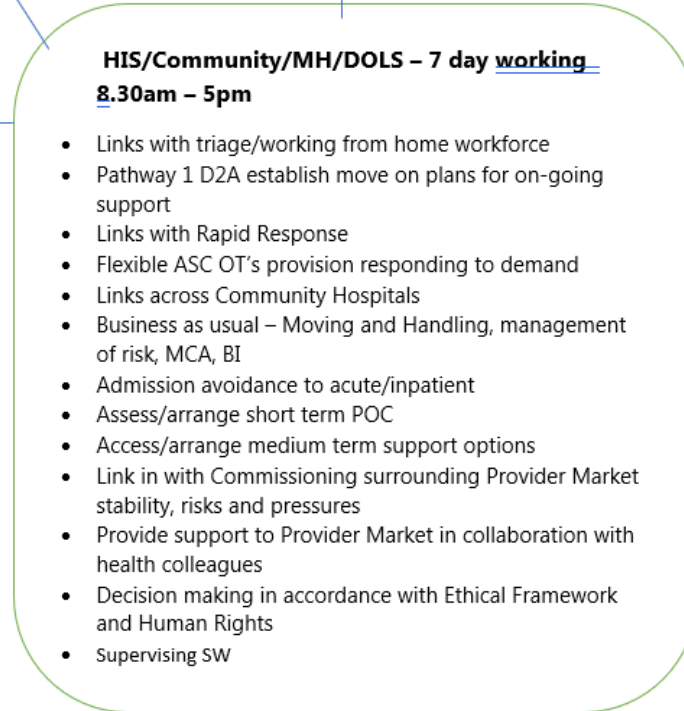 HIS/Community/MH/DOLS – 7 day working
8.30am – 5pm
• Links with triage/working from home workforce
• Pathway 1 D2A establish move on plans for on-going
support
• Links with Rapid Response
• Flexible ASC OT’s provision responding to demand
• Links across Community Hospitals
• Business as usual – Moving and Handling, management
of risk, MCA, BI
• Admission avoidance to acute/inpatient
• Assess/arrange short term POC
• Access/arrange medium term support options
• Link in with Commissioning surrounding Provider Market
stability, risks and pressures
• Provide support to Provider Market in collaboration with
health colleagues
• Decision making in accordance with Ethical Framework
and Human Rights
• Supervising SW